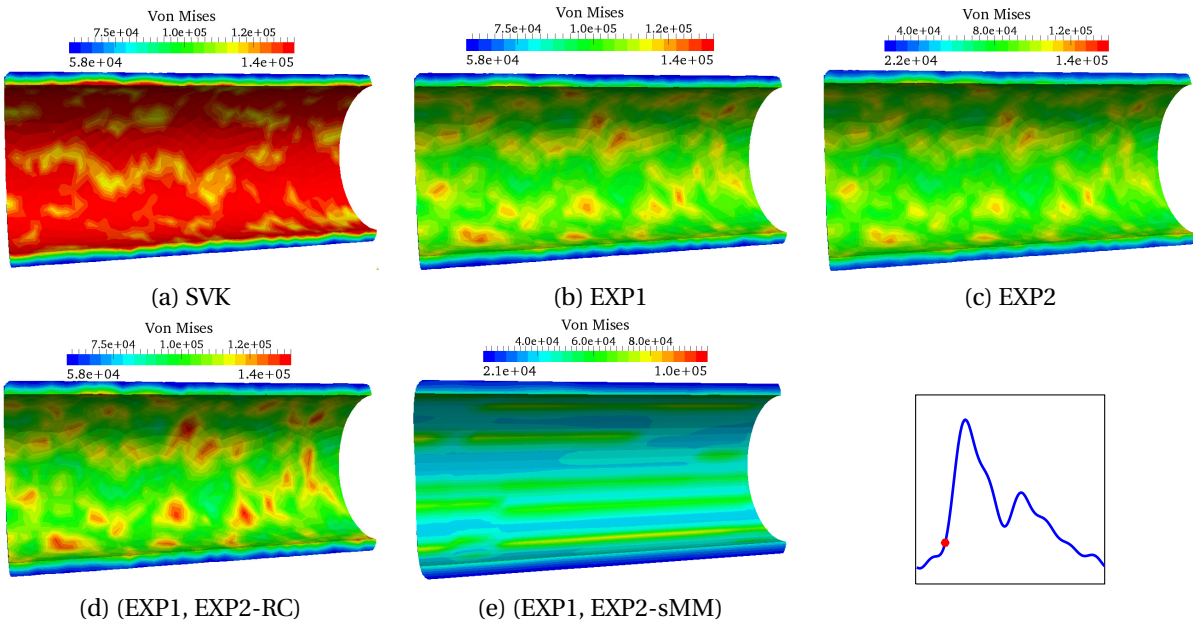 Von Mises
7.5e+04 1.0e+05 1.2e+05
5.8e+04 1.4e+05
(a) SVK
Von Mises
7.5e+04 1.0e+05 1.2e+05
5.8e+04 1.4e+05
(b) EXP1
Von Mises
4.0e+04 8.0e+04 1.2e+05
2.2e+04 1.4e+05
(c) EXP2
Von Mises
7.5e+04 1.0e+05 1.2e+05
5.8e+04 1.4e+05
(d) (EXP1, EXP2-RC)
Von Mises
4.0e+04 6.0e+04 8.0e+04
2.1e+04 1.0e+05
(e) (EXP1, EXP2-sMM)